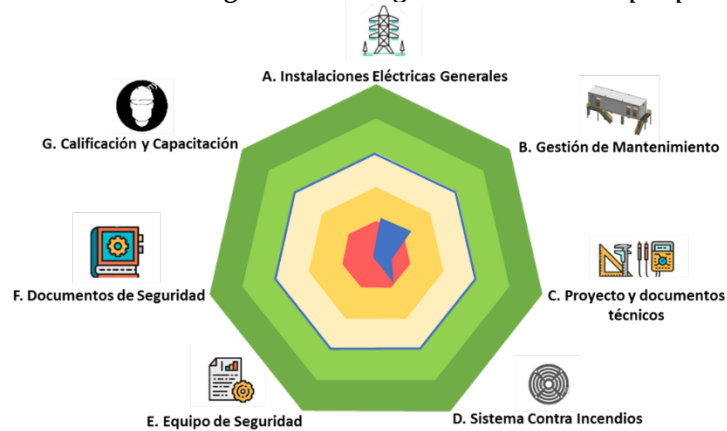 A. Instalaciones Eléctricas Generales
G. Calificación y Capacitación
B. Gestión de Mantenimiento
F. Documentos de Seguridad
C. Proyecto y documentos
técnicos
E. Equipo de Seguridad
D. Sistema Contra Incendios